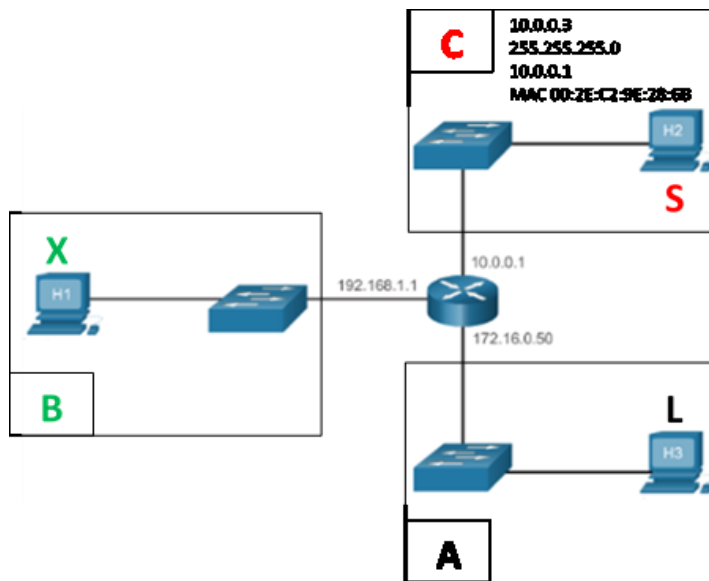 C
10.0.0.3
255.255.255.0
10.0.0.1
MAC 00:2E:C2:9E:28:6B
H2
S
X
H1
192.168.1.1
10.0.0.1
172.16.0.50
B
L
H3
A